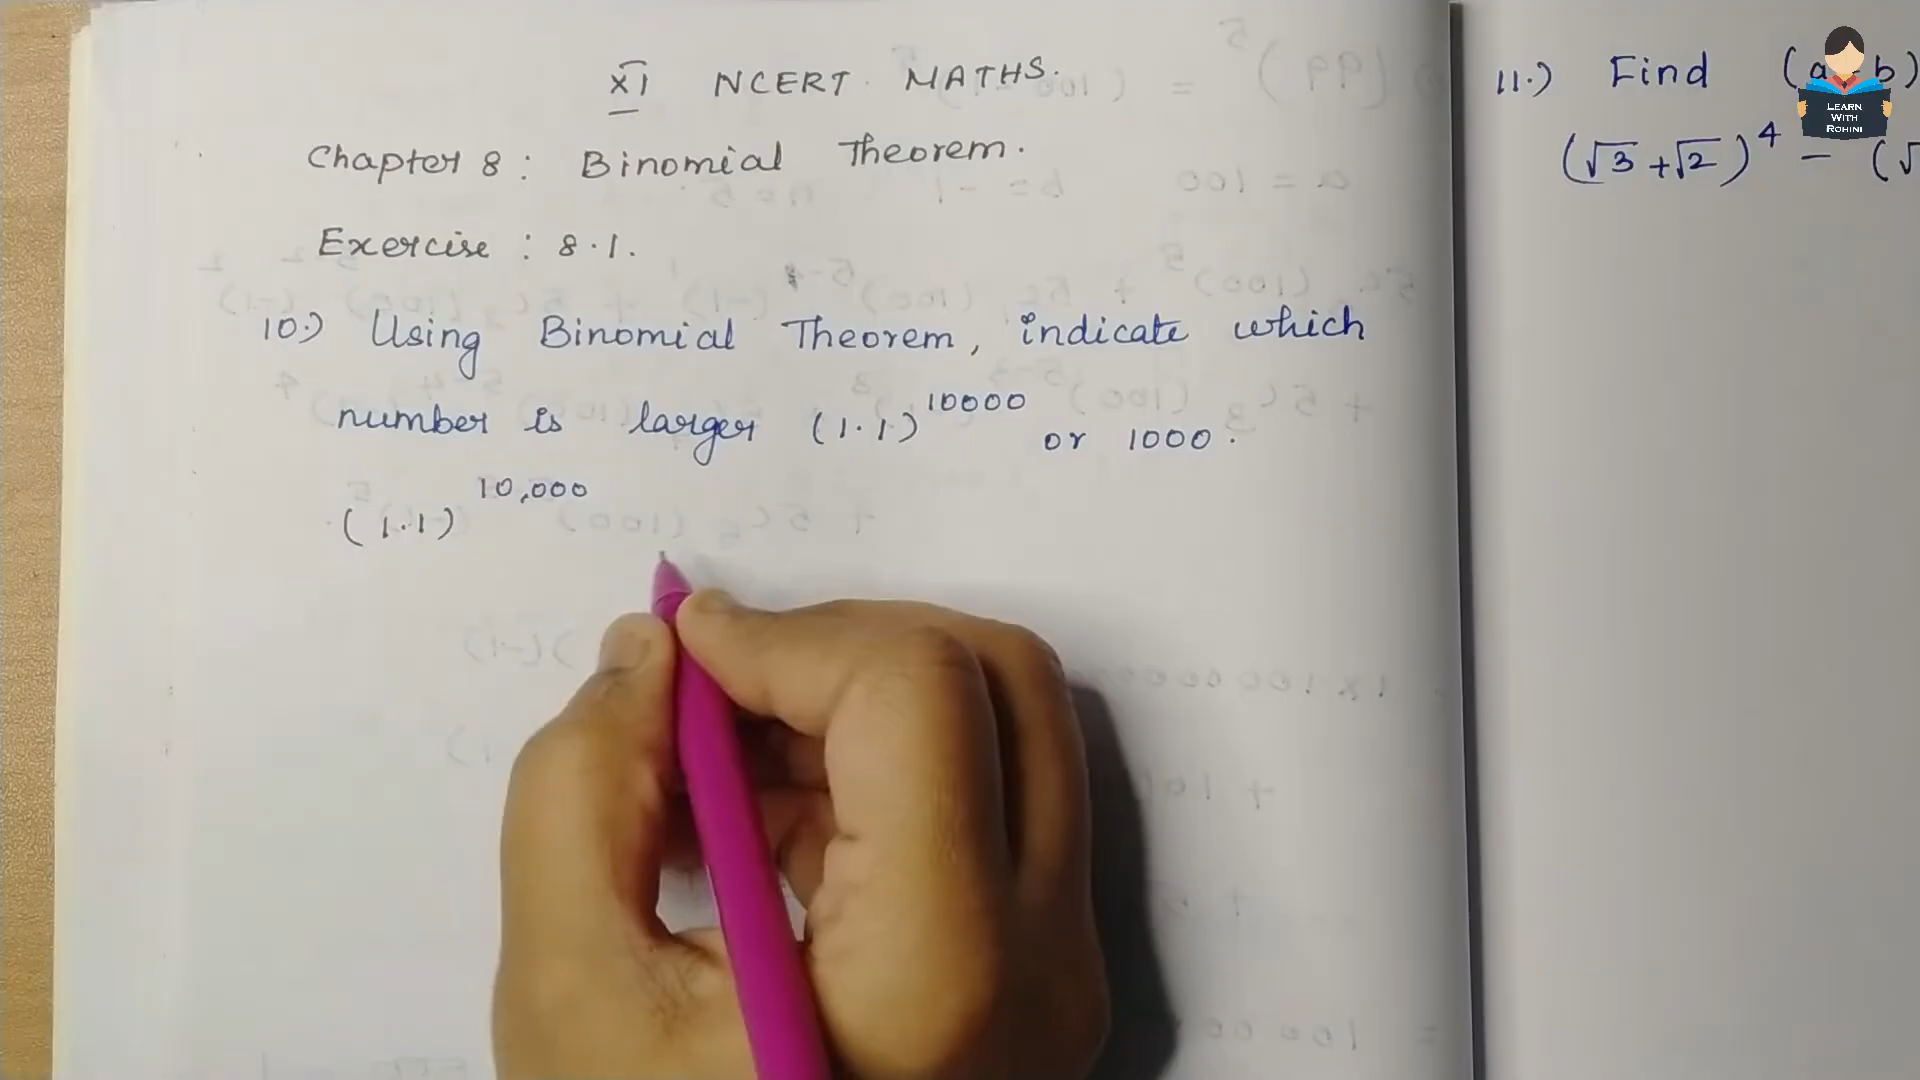 XI NCERT MATHS.
Chapter 8 : Binomial Theorem.
Exercise : 8.1.
10.) Using Binomial Theorem, indicate which
number is larger (1.1)^10000 or 1000.
(1.1)^10,000
11.) Find (a+b)
(√3+√2)^4 - (√
LEARN
WITH
ROHINI